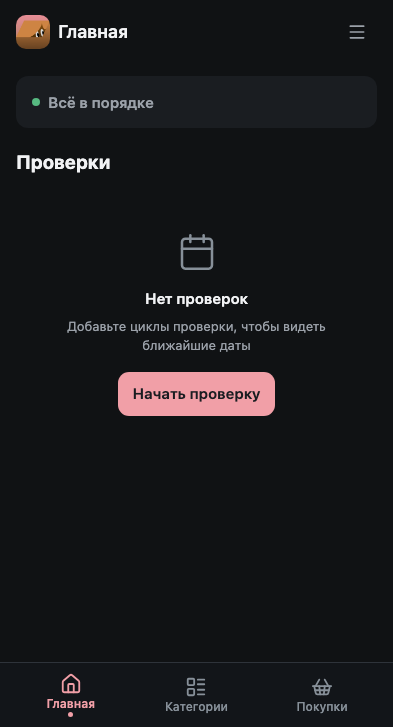 Главная
Всё в порядке
Проверки
Нет проверок
Добавьте циклы проверки, чтобы видеть
ближайшие даты
Начать проверку
Главная
Категории
Покупки